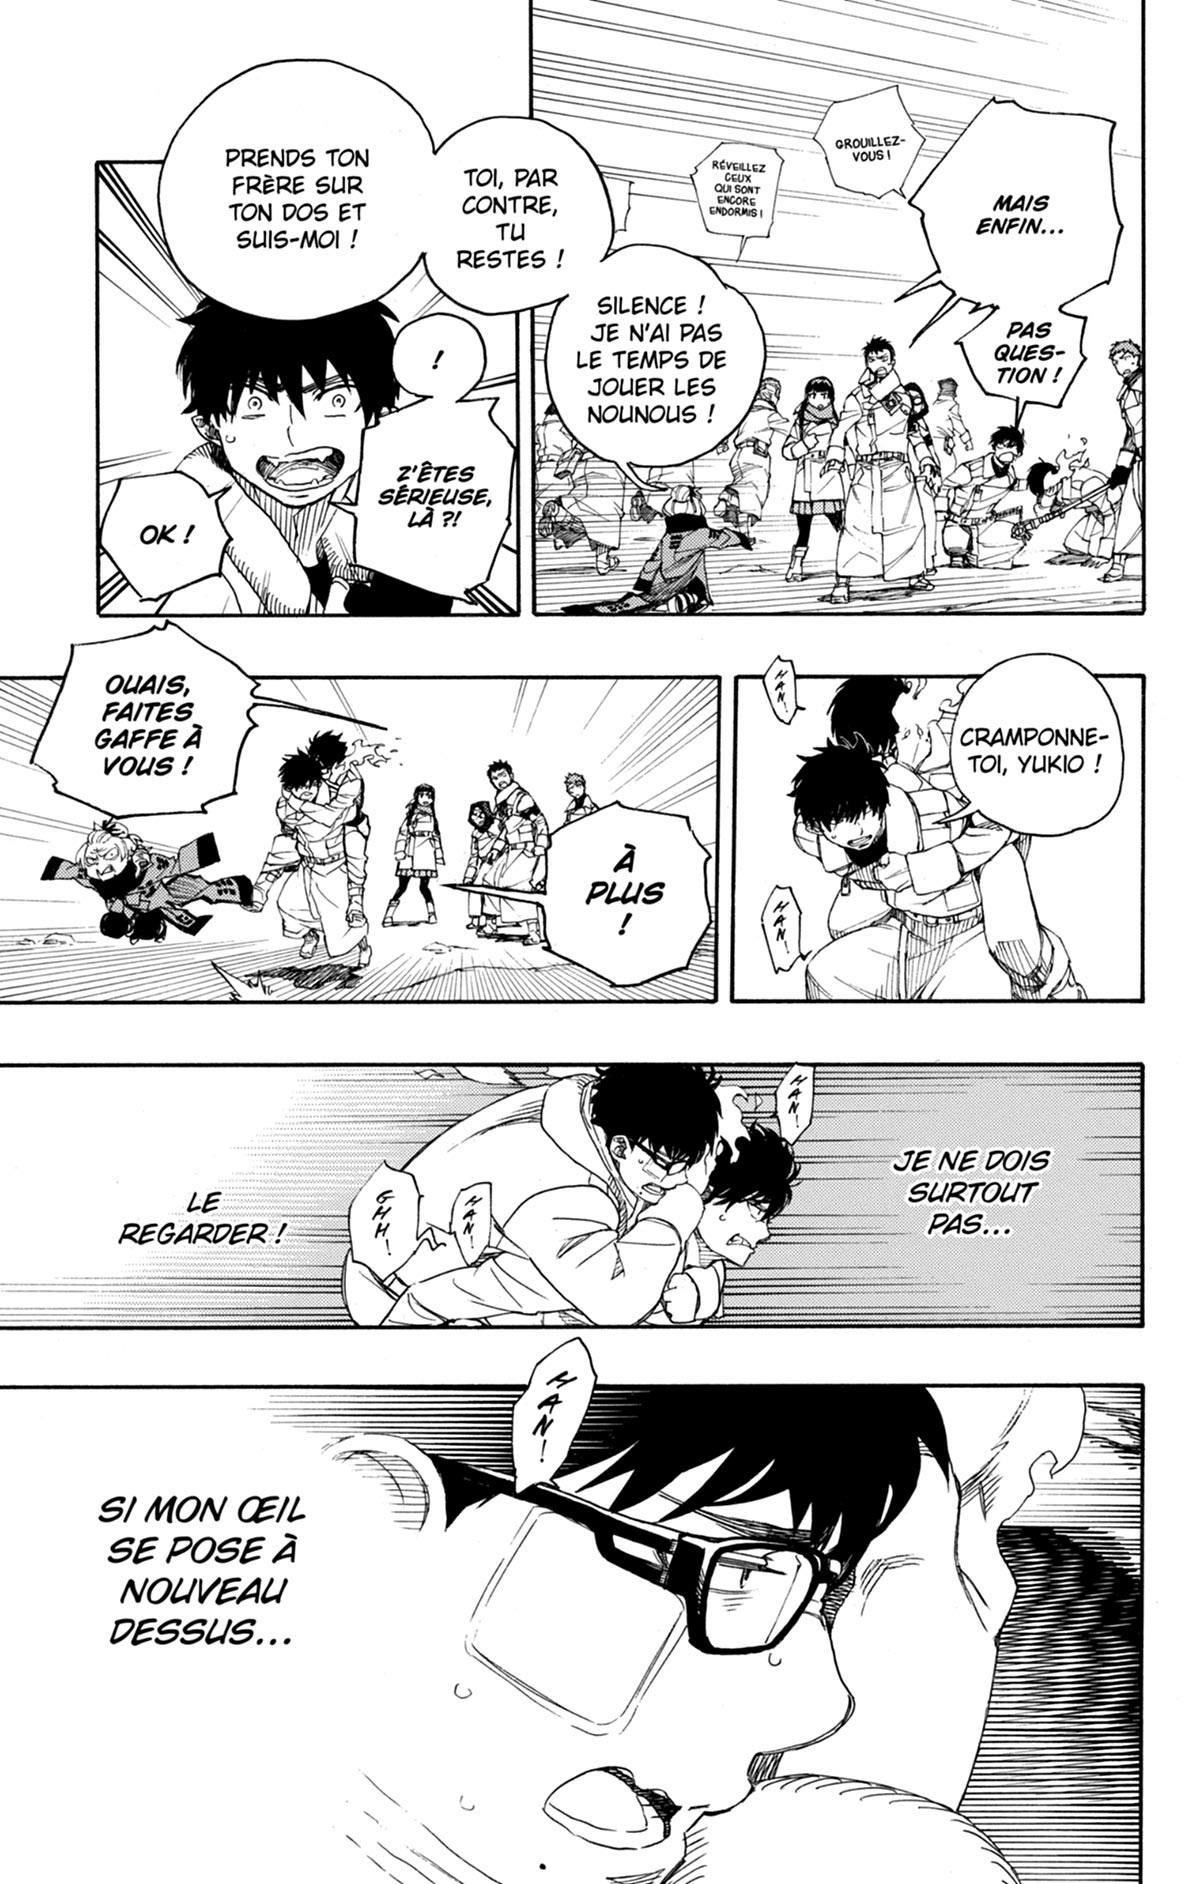 GROUILLEZ-
VOUS !
RÉVEILLEZ
CEUX
QUI SONT
ENCORE
ENDORMIS !
MAIS
ENFIN...
PAS
QUES-
TION !
SILENCE !
JE N'AI PAS
LE TEMPS DE
JOUER LES
NOUNOUS !
TOI, PAR
CONTRE,
TU
RESTES !
PRENDS TON
FRÈRE SUR
TON DOS ET
SUIS-MOI !
!
Z'ÊTES
SÉRIEUSE,
LÀ ?!
OK !
HAN!
CRAMPONNE-
TOI, YUKIO !
HAN!
À
PLUS
!
OUAIS,
FAITES
GAFFE À
VOUS !
HAN!
JE NE DOIS
SURTOUT
PAS...
HAN!
GHH!
LE
REGARDER !
HAN!
SI MON ŒIL
SE POSE À
NOUVEAU
DESSUS...